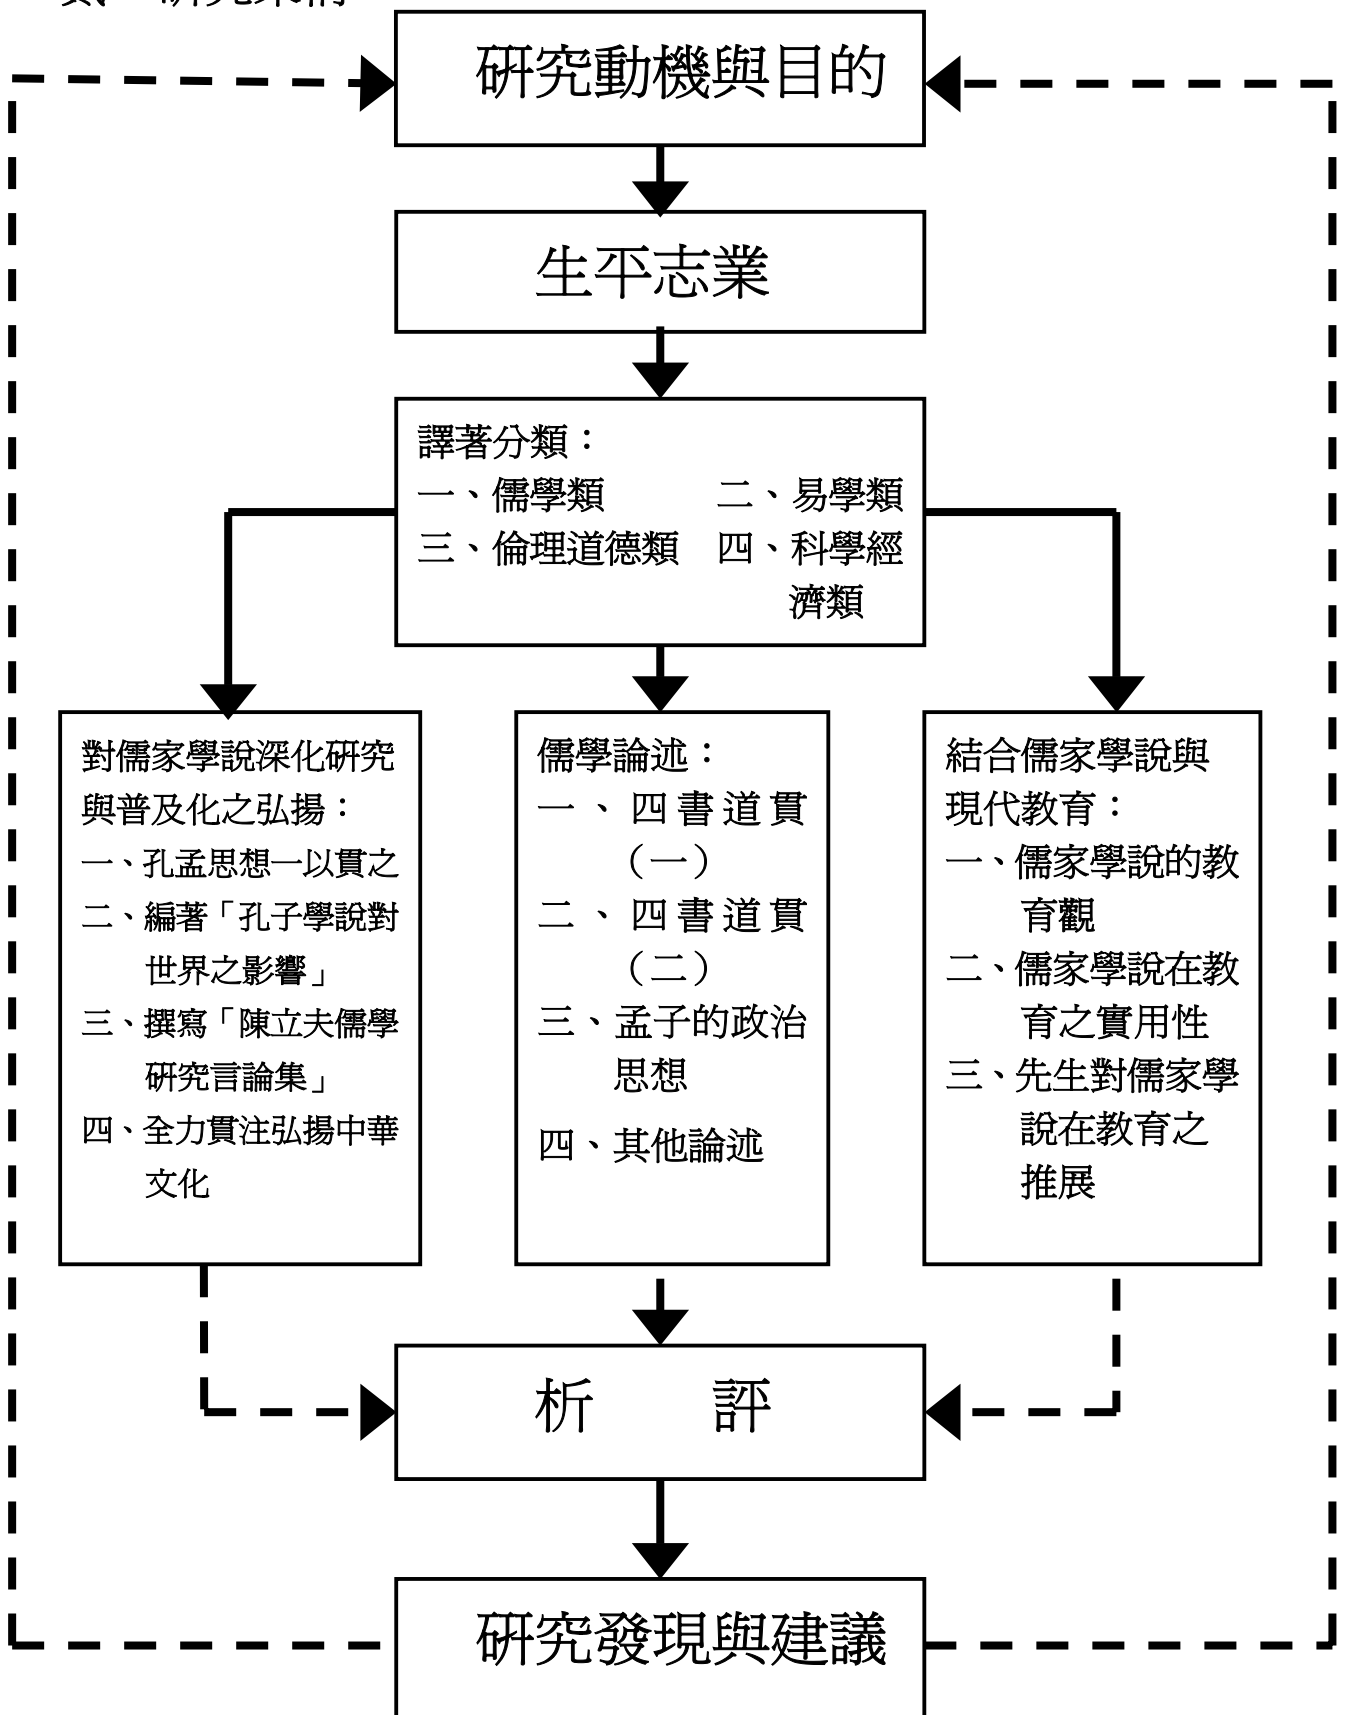 研究動機與目的
生平志業
譯著分類：
一、儒學類　　　二、易學類
三、倫理道德類　四、科學經
濟類
對儒家學說深化研究
與普及化之弘揚：
一、孔孟思想一以貫之
二、編著「孔子學說對
世界之影響」
三、撰寫「陳立夫儒學
研究言論集」
四、全力貫注弘揚中華
文化
儒學論述：
一、四書道貫
（一）
二、四書道貫
（二）
三、孟子的政治
思想
四、其他論述
結合儒家學說與
現代教育：
一、儒家學說的教
育觀
二、儒家學說在教
育之實用性
三、先生對儒家學
說在教育之
推展
析　　評
研究發現與建議